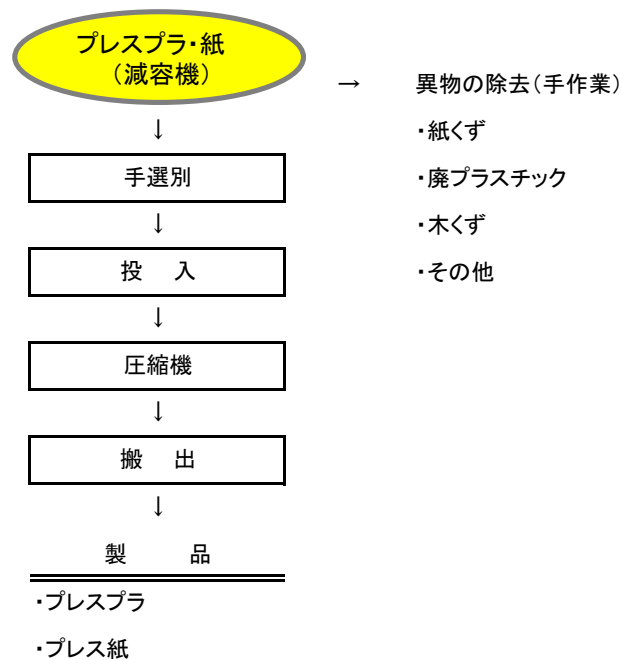 プレスプラ・紙
（減容機）
→　異物の除去（手作業）
↓
・紙くず
手選別
・廃プラスチック
↓
・木くず
投　入
・その他
↓
圧縮機
↓
搬　出
↓
製　　品
・プレスプラ
・プレス紙